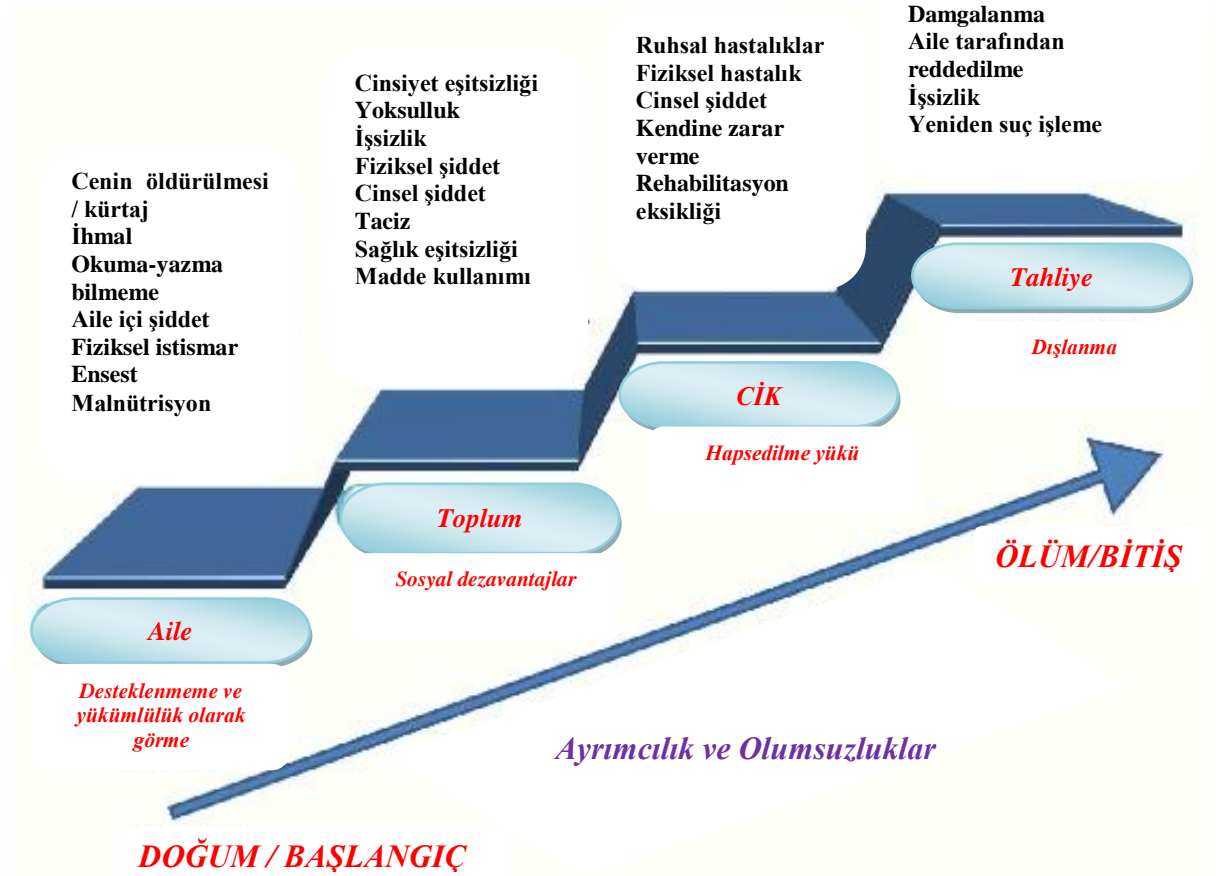 Cenin öldürülmesi
/ kürtaj
İhmal
Okuma-yazma
bilmeme
Aile içi şiddet
Fiziksel istismar
Ensest
Malnütrisyon
Aile
Desteklenmeme ve
yükümlülük olarak
görme
Cinsiyet eşitsizliği
Yoksulluk
İşsizlik
Fiziksel şiddet
Cinsel şiddet
Taciz
Sağlık eşitsizliği
Madde kullanımı
Toplum
Sosyal dezavantajlar
Ruhsal hastalıklar
Fiziksel hastalık
Cinsel şiddet
Kendine zarar
verme
Rehabilitasyon
eksikliği
CİK
Hapsedilme yükü
Damgalanma
Aile tarafından
reddedilme
İşsizlik
Yeniden suç işleme
Tahliye
Dışlanma
ÖLÜM/BİTİŞ
Ayrımcılık ve Olumsuzluklar
DOĞUM / BAŞLANGIÇ